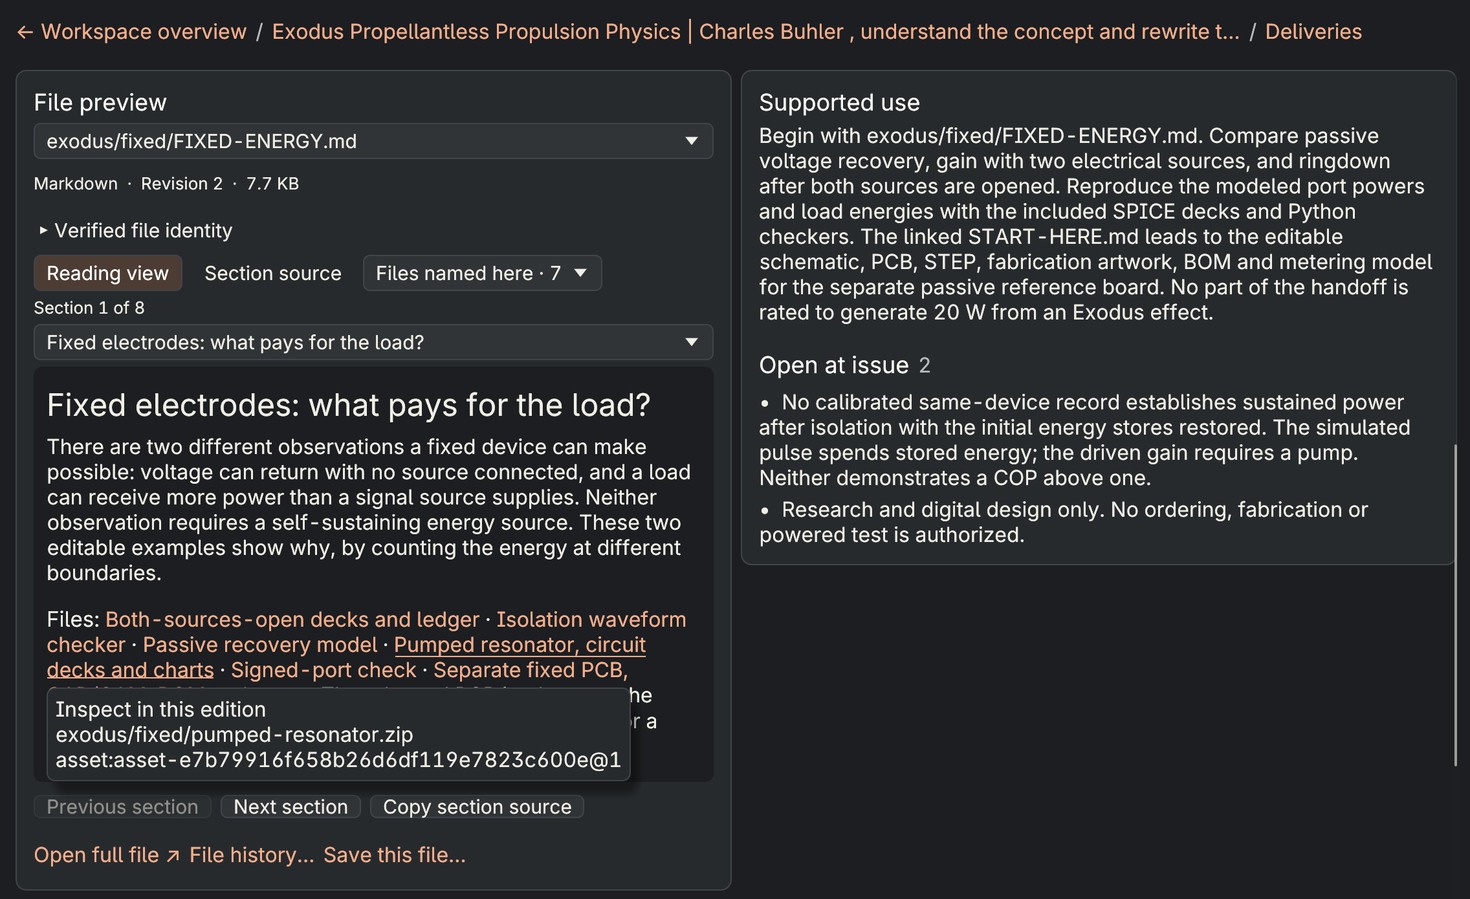 ← Workspace overview / Exodus Propellantless Propulsion Physics | Charles Buhler , understand the concept and rewrite t... / Deliveries
File preview
exodus/fixed/FIXED-ENERGY.md
Markdown · Revision 2 · 7.7 KB
Verified file identity
Reading view
Section source
Files named here · 7
Section 1 of 8
Fixed electrodes: what pays for the load?
Fixed electrodes: what pays for the load?
There are two different observations a fixed device can make
possible: voltage can return with no source connected, and a load
can receive more power than a signal source supplies. Neither
observation requires a self-sustaining energy source. These two
editable examples show why, by counting the energy at different
boundaries.
Files: Both-sources-open decks and ledger · Isolation waveform
checker · Passive recovery model · Pumped resonator, circuit
decks and charts · Signed-port check · Separate fixed PCB,
he
r a
Inspect in this edition
exodus/fixed/pumped-resonator.zip
asset:asset-e7b79916f658b26d6df119e7823c600e@1
Previous section
Next section
Copy section source
Open full file ↗
File history...
Save this file...
Supported use
Begin with exodus/fixed/FIXED-ENERGY.md. Compare passive
voltage recovery, gain with two electrical sources, and ringdown
after both sources are opened. Reproduce the modeled port powers
and load energies with the included SPICE decks and Python
checkers. The linked START-HERE.md leads to the editable
schematic, PCB, STEP, fabrication artwork, BOM and metering model
for the separate passive reference board. No part of the handoff is
rated to generate 20 W from an Exodus effect.
Open at issue 2
• No calibrated same-device record establishes sustained power
after isolation with the initial energy stores restored. The simulated
pulse spends stored energy; the driven gain requires a pump.
Neither demonstrates a COP above one.
• Research and digital design only. No ordering, fabrication or
powered test is authorized.